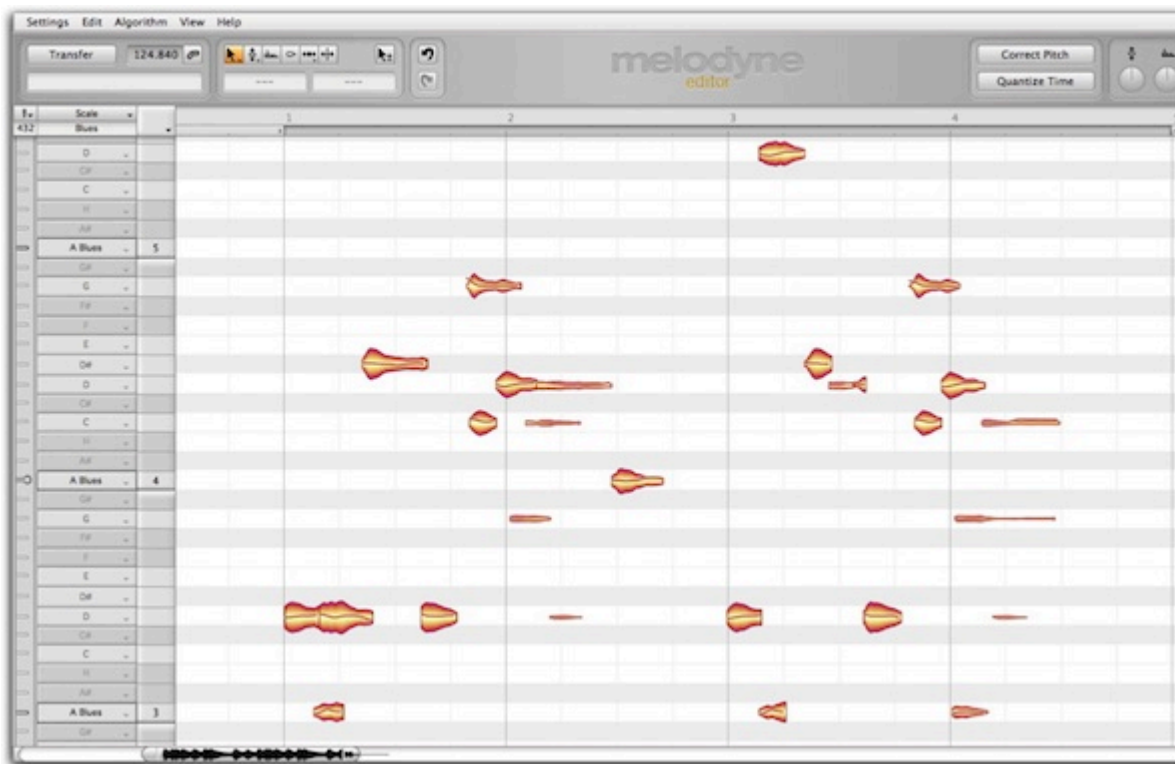 Settings Edit Algorithm View Help
Transfer 124.840
melodyne
editor
Correct Pitch
Quantize Time
--- ---
Scale
432 Blues
1 2 3 4
D
C#
C
H
A#
A Blues 5
G#
G
F#
F
E
D#
D
C#
C
H
A#
A Blues 4
G#
G
F#
F
E
D#
D
C#
C
H
A#
A Blues 3
G#